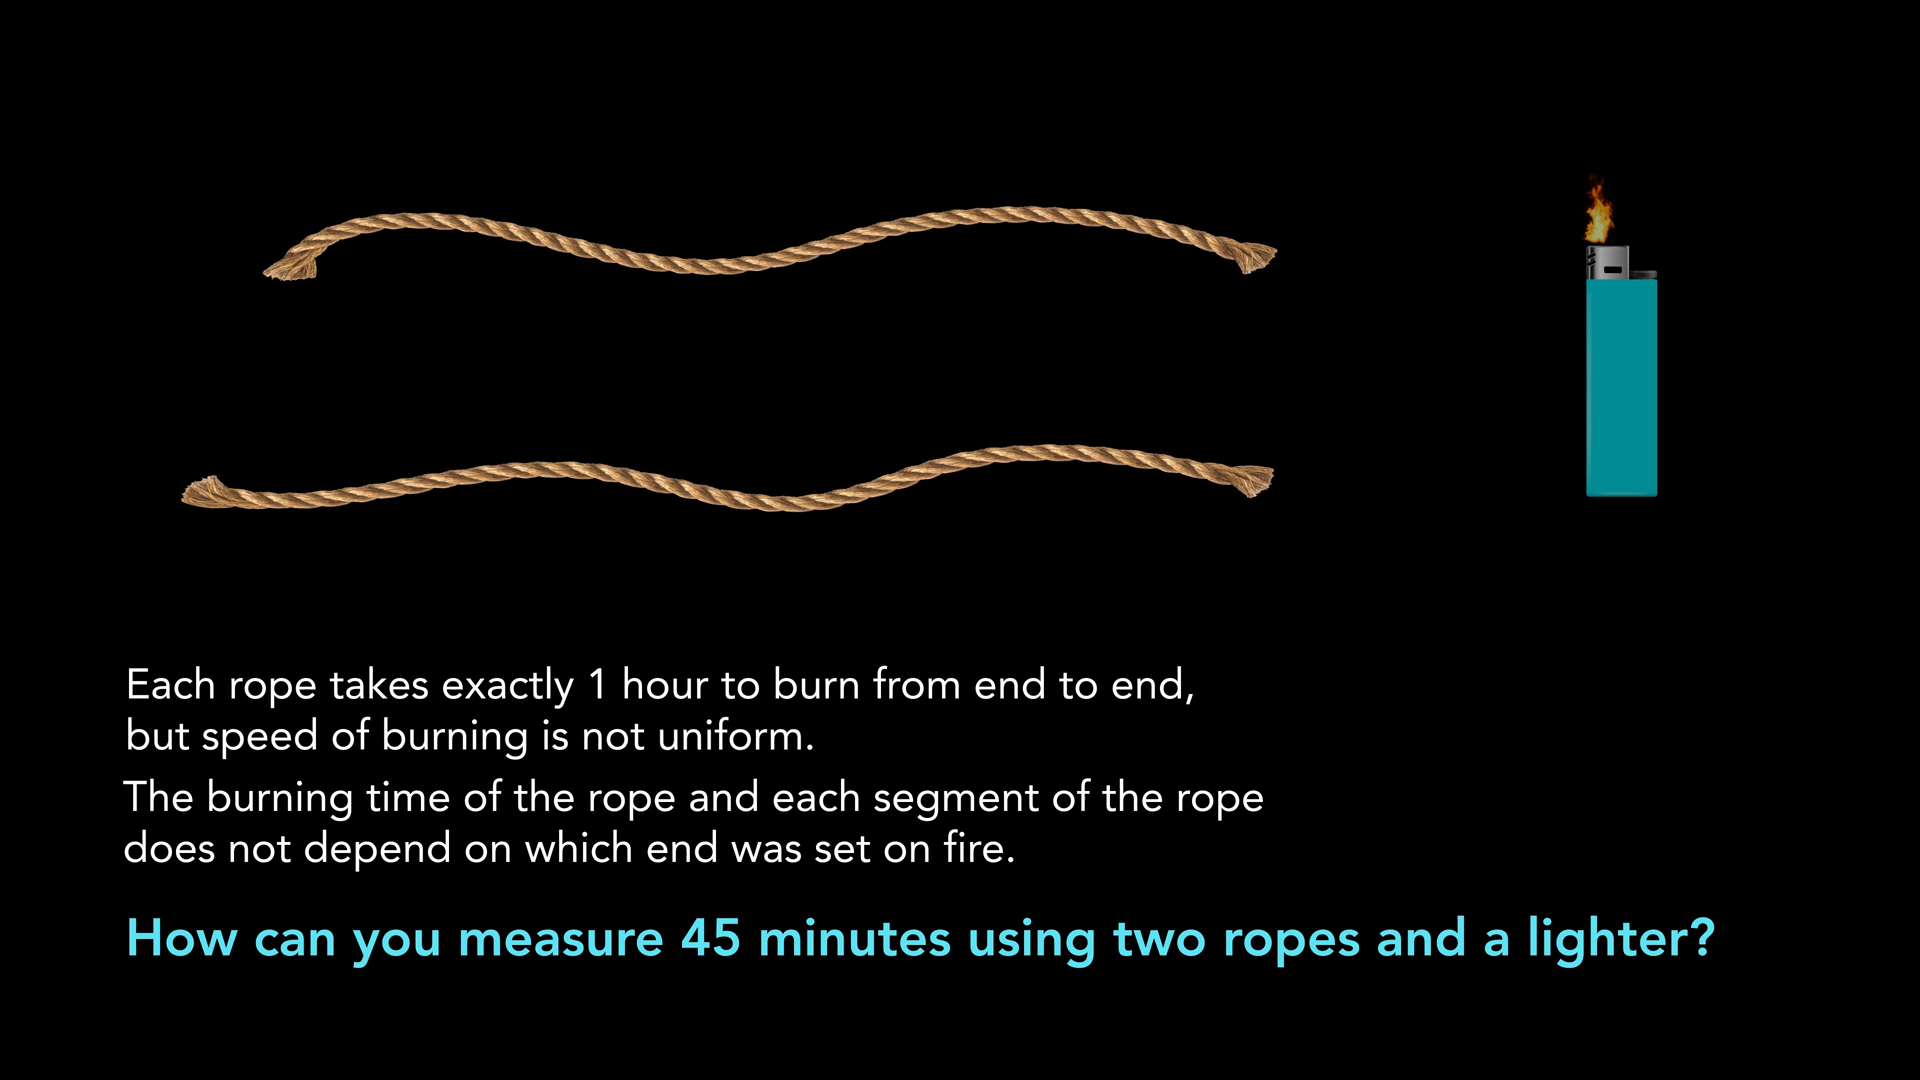 Each rope takes exactly 1 hour to burn from end to end,
but speed of burning is not uniform.
The burning time of the rope and each segment of the rope
does not depend on which end was set on fire.
How can you measure 45 minutes using two ropes and a lighter?